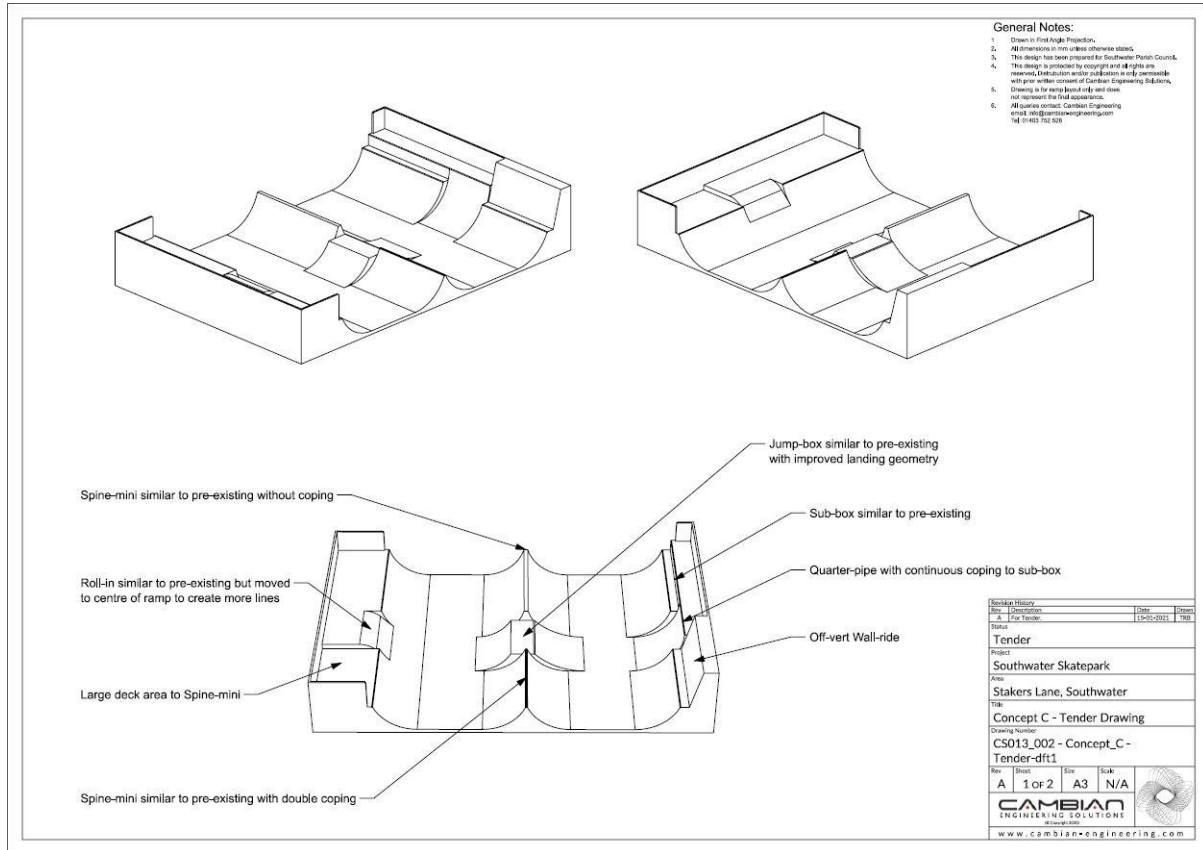 General Notes:
1 Drawn in First Angle Projection.
2. All dimensions in mm unless otherwise stated.
3. This design has been prepared for Southwater Parish Council.
4. This design is protected by copyright and all rights are
reserved. Distrubution and/or publication is only permissible
with prior written consent of Cambian Engineering Solutions.
5. Drawing is for ramp layout only and does
not represent the final appearance.
6. All queries contact: Cambian Engineering
email. info@cambian-engineering.com
Tel. 01403 752 526
Jump-box similar to pre-existing
with improved landing geometry
Spine-mini similar to pre-existing without coping
Sub-box similar to pre-existing
Roll-in similar to pre-existing but moved
to centre of ramp to create more lines
Quarter-pipe with continuous coping to sub-box
Off-vert Wall-ride
Large deck area to Spine-mini
Spine-mini similar to pre-existing with double coping
Revision History
Rev Description Date Drawn
A For Tender. 15-01-2021 TRB
Status
Tender
Project
Southwater Skatepark
Area
Stakers Lane, Southwater
Title
Concept C - Tender Drawing
Drawing Number
CS013_002 - Concept_C -
Tender-dft1
Rev Sheet Size Scale
A 1 OF 2 A3 N/A
CAMBIAN
ENGINEERING SOLUTIONS
www.cambian-engineering.com